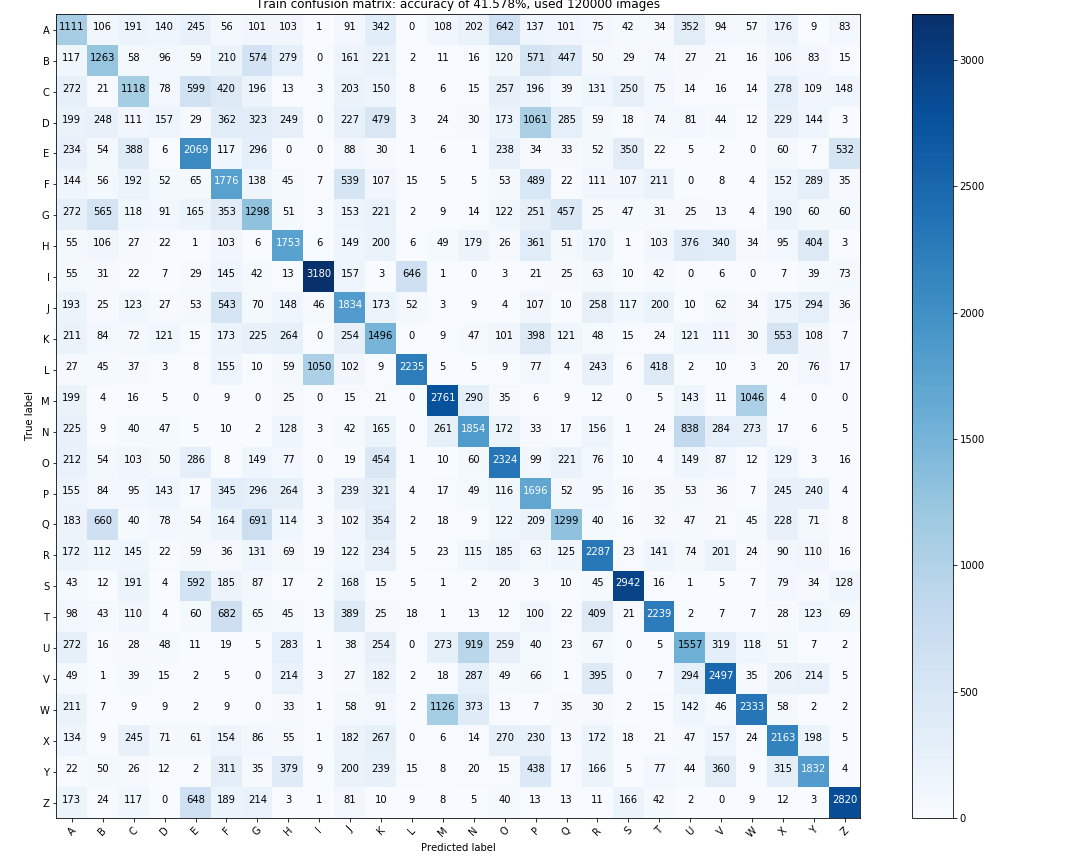 Train confusion matrix: accuracy of 41.578%, used 120000 images
A 1111 106 191 140 245 56 101 103 1 91 342 0 108 202 642 137 101 75 42 34 352 94 57 176 9 83
B 117 1263 58 96 59 210 574 279 0 161 221 2 11 16 120 571 447 50 29 74 27 21 16 106 83 15
C 272 21 1118 78 599 420 196 13 3 203 150 8 6 15 257 196 39 131 250 75 14 16 14 278 109 148
D 199 248 111 157 29 362 323 249 0 227 479 3 24 30 173 1061 285 59 18 74 81 44 12 229 144 3
E 234 54 388 6 2069 117 296 0 0 88 30 1 6 1 238 34 33 52 350 22 5 2 0 60 7 532
F 144 56 192 52 65 1776 138 45 7 539 107 15 5 5 53 489 22 111 107 211 0 8 4 152 289 35
G 272 565 118 91 165 353 1298 51 3 153 221 2 9 14 122 251 457 25 47 31 25 13 4 190 60 60
H 55 106 27 22 1 103 6 1753 6 149 200 6 49 179 26 361 51 170 1 103 376 340 34 95 404 3
I 55 31 22 7 29 145 42 13 3180 157 3 646 1 0 3 21 25 63 10 42 0 6 0 7 39 73
J 193 25 123 27 53 543 70 148 46 1834 173 52 3 9 4 107 10 258 117 200 10 62 34 175 294 36
K 211 84 72 121 15 173 225 264 0 254 1496 0 9 47 101 398 121 48 15 24 121 111 30 553 108 7
L 27 45 37 3 8 155 10 59 1050 102 9 2235 5 5 9 77 4 243 6 418 2 10 3 20 76 17
M 199 4 16 5 0 9 0 25 0 15 21 0 2761 290 35 6 9 12 0 5 143 11 1046 4 0 0
N 225 9 40 47 5 10 2 128 3 42 165 0 261 1854 172 33 17 156 1 24 838 284 273 17 6 5
O 212 54 103 50 286 8 149 77 0 19 454 1 10 60 2324 99 221 76 10 4 149 87 12 129 3 16
P 155 84 95 143 17 345 296 264 3 239 321 4 17 49 116 1696 52 95 16 35 53 36 7 245 240 4
Q 183 660 40 78 54 164 691 114 3 102 354 2 18 9 122 209 1299 40 16 32 47 21 45 228 71 8
R 172 112 145 22 59 36 131 69 19 122 234 5 23 115 185 63 125 2287 23 141 74 201 24 90 110 16
S 43 12 191 4 592 185 87 17 2 168 15 5 1 2 20 3 10 45 2942 16 1 5 7 79 34 128
T 98 43 110 4 60 682 65 45 13 389 25 18 1 13 12 100 22 409 21 2239 2 7 7 28 123 69
U 272 16 28 48 11 19 5 283 1 38 254 0 273 919 259 40 23 67 0 5 1557 319 118 51 7 2
V 49 1 39 15 2 5 0 214 3 27 182 2 18 287 49 66 1 395 0 7 294 2497 35 206 214 5
W 211 7 9 9 2 9 0 33 1 58 91 2 1126 373 13 7 35 30 2 15 142 46 2333 58 2 2
X 134 9 245 71 61 154 86 55 1 182 267 0 6 14 270 230 13 172 18 21 47 157 24 2163 198 5
Y 22 50 26 12 2 311 35 379 9 200 239 15 8 20 15 438 17 166 5 77 44 360 9 315 1832 4
Z 173 24 117 0 648 189 214 3 1 81 10 9 8 5 40 13 13 11 166 42 2 0 9 12 3 2820
A B C D E F G H I J K L M N O P Q R S T U V W X Y Z
Predicted label
True label
3000
2500
2000
1500
1000
500
0